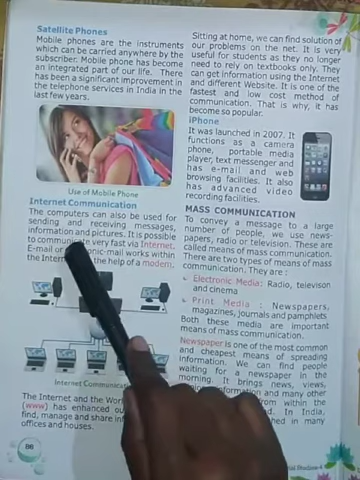 Satellite Phones
Mobile phones are the instruments
which can be carried anywhere by the
subscriber. Mobile phone has become
an integrated part of our life. There
has been a significant improvement in
the telephone services in India in the
last few years.
Use of Mobile Phone
Internet Communication
The computers can also be used for
sending and receiving messages,
information and pictures. It is possible
to communicate very fast via Internet.
E-mail or electronic-mail works within
the Internet the help of a modem.
Internet Communica
The Internet and the Wor
(www) has enhanced ou
find, manage and share in
offices and houses.
86
Sitting at home, we can find solution of
our problems on the net. It is very
useful for students as they no longer
need to rely on textbooks only. They
can get information using the Internet
and different Website. It is one of the
fastest and low cost method of
communication. That is why, it has
become so popular.
iPhone
It was launched in 2007. It
functions as a camera
phone, portable media
player, text messenger and
has e-mail and web
browsing facilities. It also
has advanced video
recording facilities.
MASS COMMUNICATION
To convey a message to a large
number of people, we use news-
papers, radio or television. These are
called means of mass communication.
There are two types of means of mass
communication. They are :
Electronic Media: Radio, televison
and cinema
Print Media : Newspapers,
magazines, journals and pamphlets
Both these media are important
means of mass communication.
Newspaper is one of the most common
and cheapest means of spreading
information. We can find people
waiting for a newspaper in the
morning. It brings news, views,
and many other
from within the
In India,
hed in many
ial Studies-4